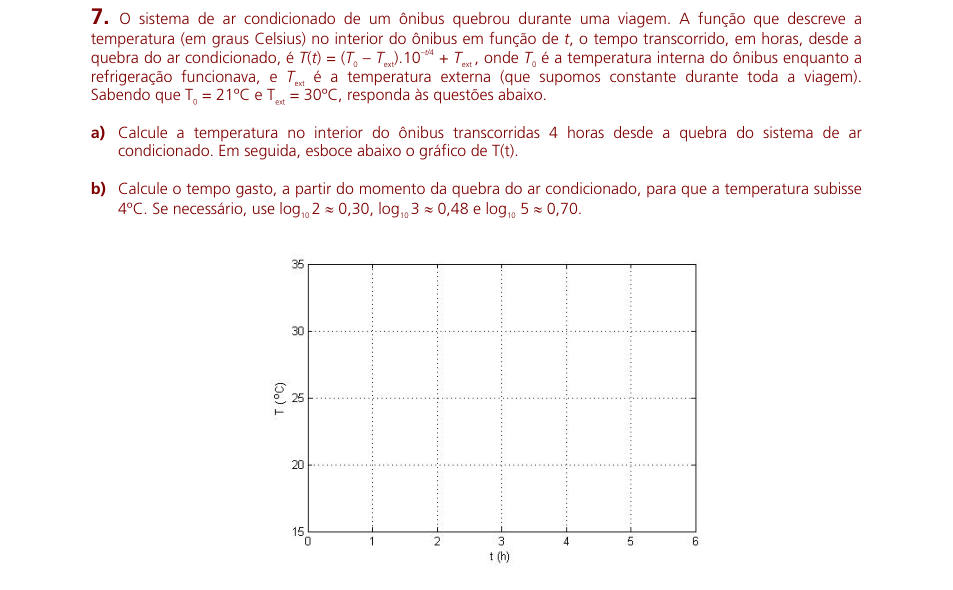 7. O sistema de ar condicionado de um ônibus quebrou durante uma viagem. A função que descreve a
temperatura (em graus Celsius) no interior do ônibus em função de t, o tempo transcorrido, em horas, desde a
quebra do ar condicionado, é T(t) = (T₀ – Tₑₓₜ).10⁻ᵗ/⁴ + Tₑₓₜ, onde T₀ é a temperatura interna do ônibus enquanto a
refrigeração funcionava, e Tₑₓₜ é a temperatura externa (que supomos constante durante toda a viagem).
Sabendo que T₀ = 21ºC e Tₑₓₜ = 30ºC, responda às questões abaixo.
a) Calcule a temperatura no interior do ônibus transcorridas 4 horas desde a quebra do sistema de ar
condicionado. Em seguida, esboce abaixo o gráfico de T(t).
b) Calcule o tempo gasto, a partir do momento da quebra do ar condicionado, para que a temperatura subisse
4ºC. Se necessário, use log₁₀ 2 ≈ 0,30, log₁₀ 3 ≈ 0,48 e log₁₀ 5 ≈ 0,70.
35
30
25
20
15
T (ºC)
0 1 2 3 4 5 6
t (h)